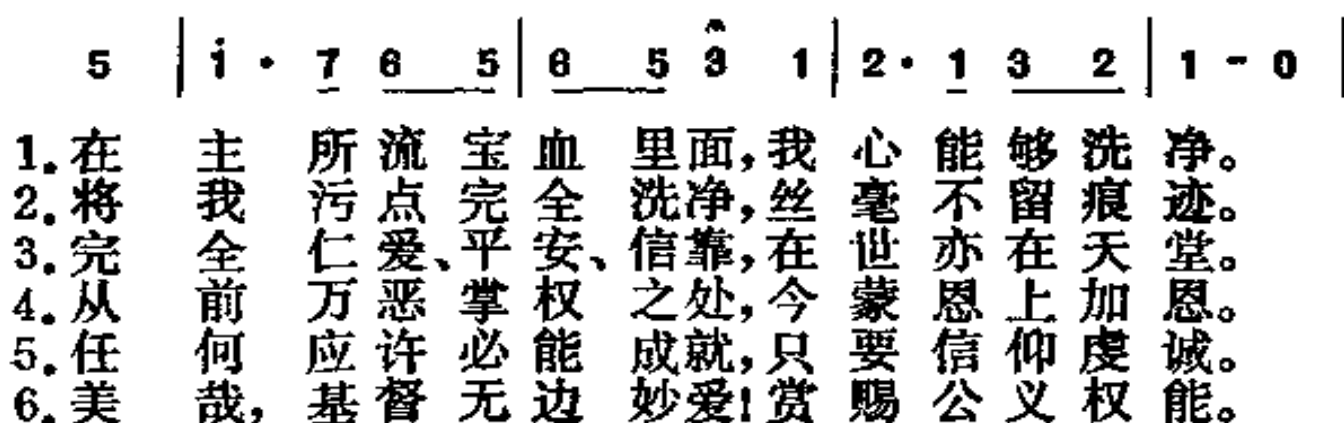 5 | i · 7 6 5 | 6 5 3 1 | 2 · 1 3 2 | 1 - 0 |
1.在主所流宝血里面,我心能够洗净。
2.将我污点完全洗净,丝毫不留痕迹。
3.完全仁爱、平安、信靠,在世亦在天堂。
4.从前万恶掌权之处,今蒙恩上加恩。
5.任何应许必能成就,只要信仰虔诚。
6.美哉,基督无边妙爱!赏赐公义权能。